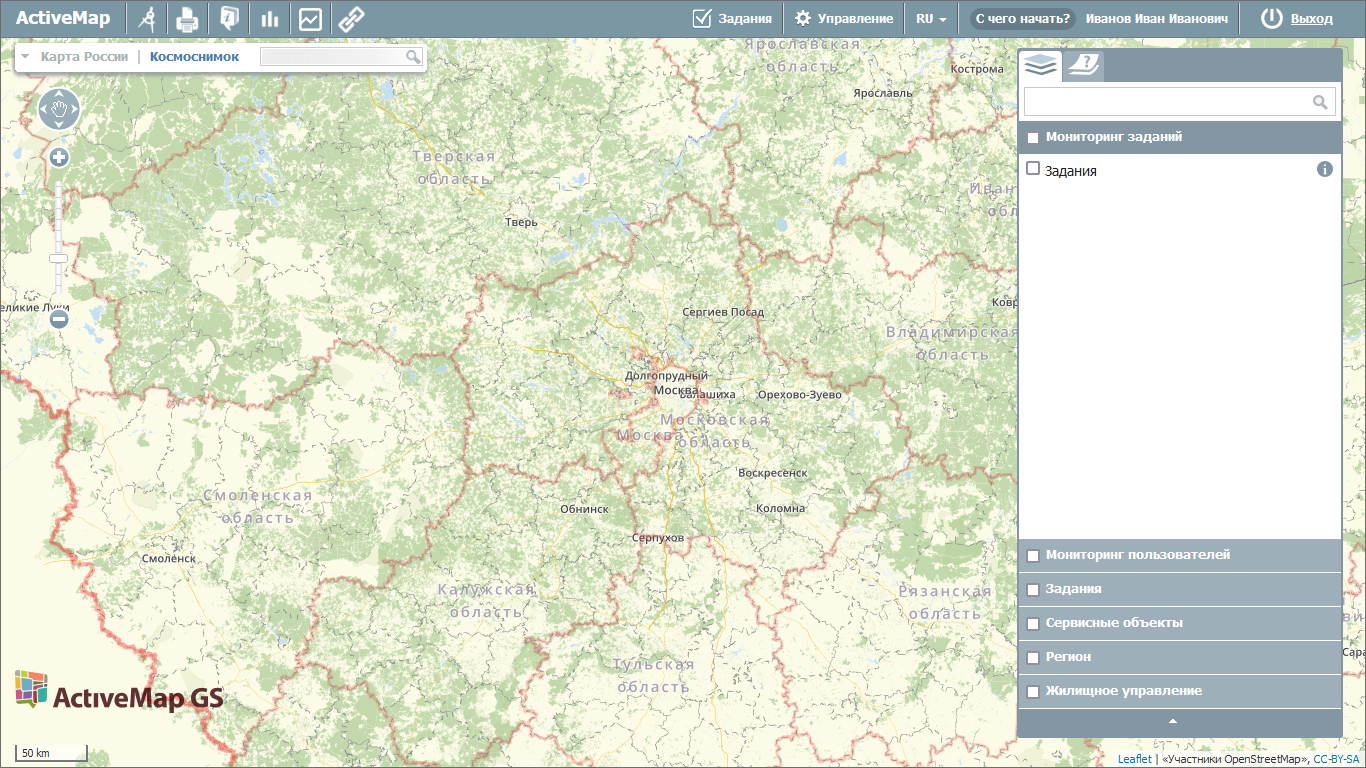 ActiveMap
Задания
Управление
RU
С чего начать?
Иванов Иван Иванович
Выход
Карта России | Космоснимок
Мониторинг заданий
Задания
Мониторинг пользователей
Задания
Сервисные объекты
Регион
Жилищное управление
Ярославская
область
Кострома
Ярославль
Тверская
область
Тверь
еликие Луки
Сергиев Посад
Ков
Владимирская
область
Долгопрудный
Москва
Балашиха
Орехово-Зуево
Московская
область
Москва
Воскресенск
Коломна
Обнинск
Серпухов
Смоленская
область
Смоленск
Калужская
область
Рязанская
область
Тульская
область
Сара
ActiveMap GS
50 km
Leaflet | «Участники OpenStreetMap», CC-BY-SA